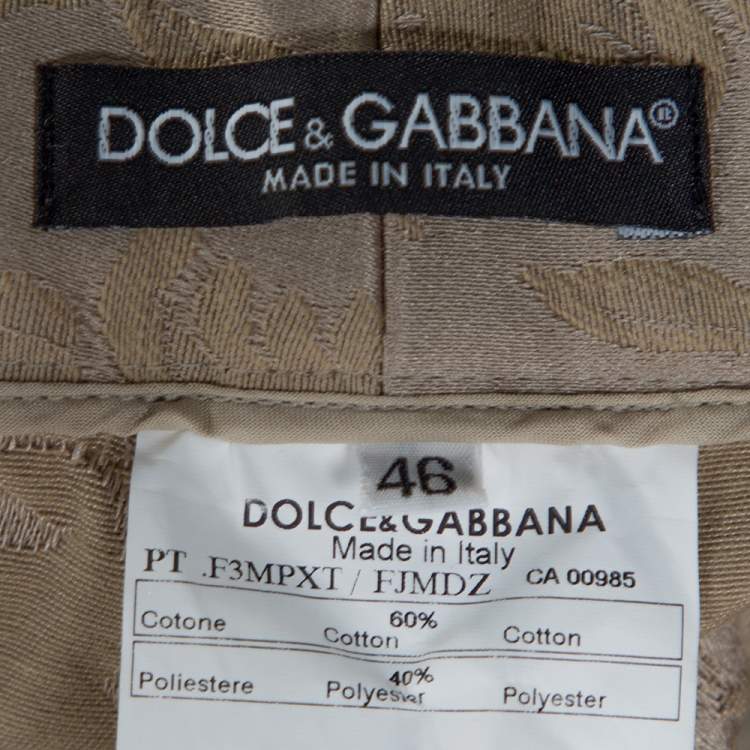 DOLCE & GABBANA®
MADE IN ITALY
46
DOLCE&GABBANA
Made in Italy
PT .F3MPXT / FJMDZ CA 00985
Cotone 60% Cotton Cotton
Poliestere 40% Polyester Polyester